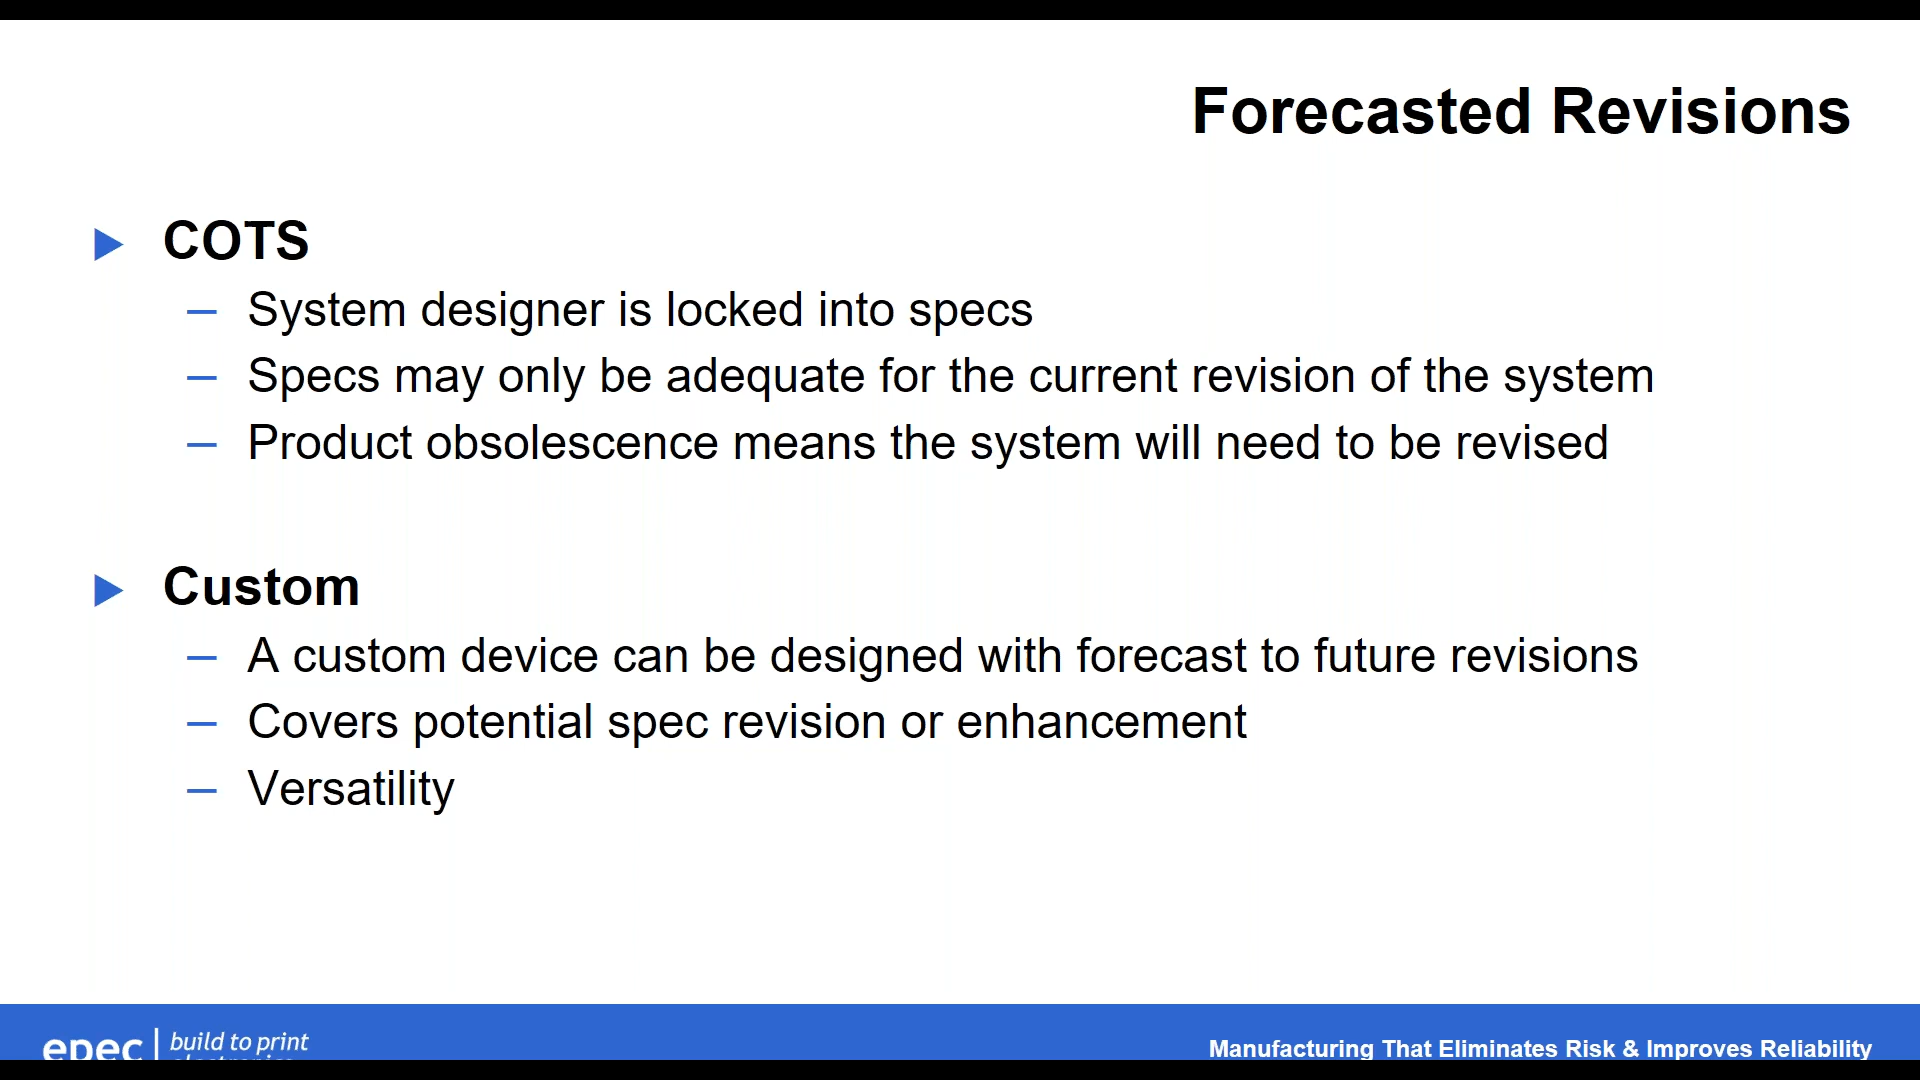 Forecasted Revisions
COTS
– System designer is locked into specs
– Specs may only be adequate for the current revision of the system
– Product obsolescence means the system will need to be revised
Custom
– A custom device can be designed with forecast to future revisions
– Covers potential spec revision or enhancement
– Versatility
epec build to print
Manufacturing That Eliminates Risk & Improves Reliability